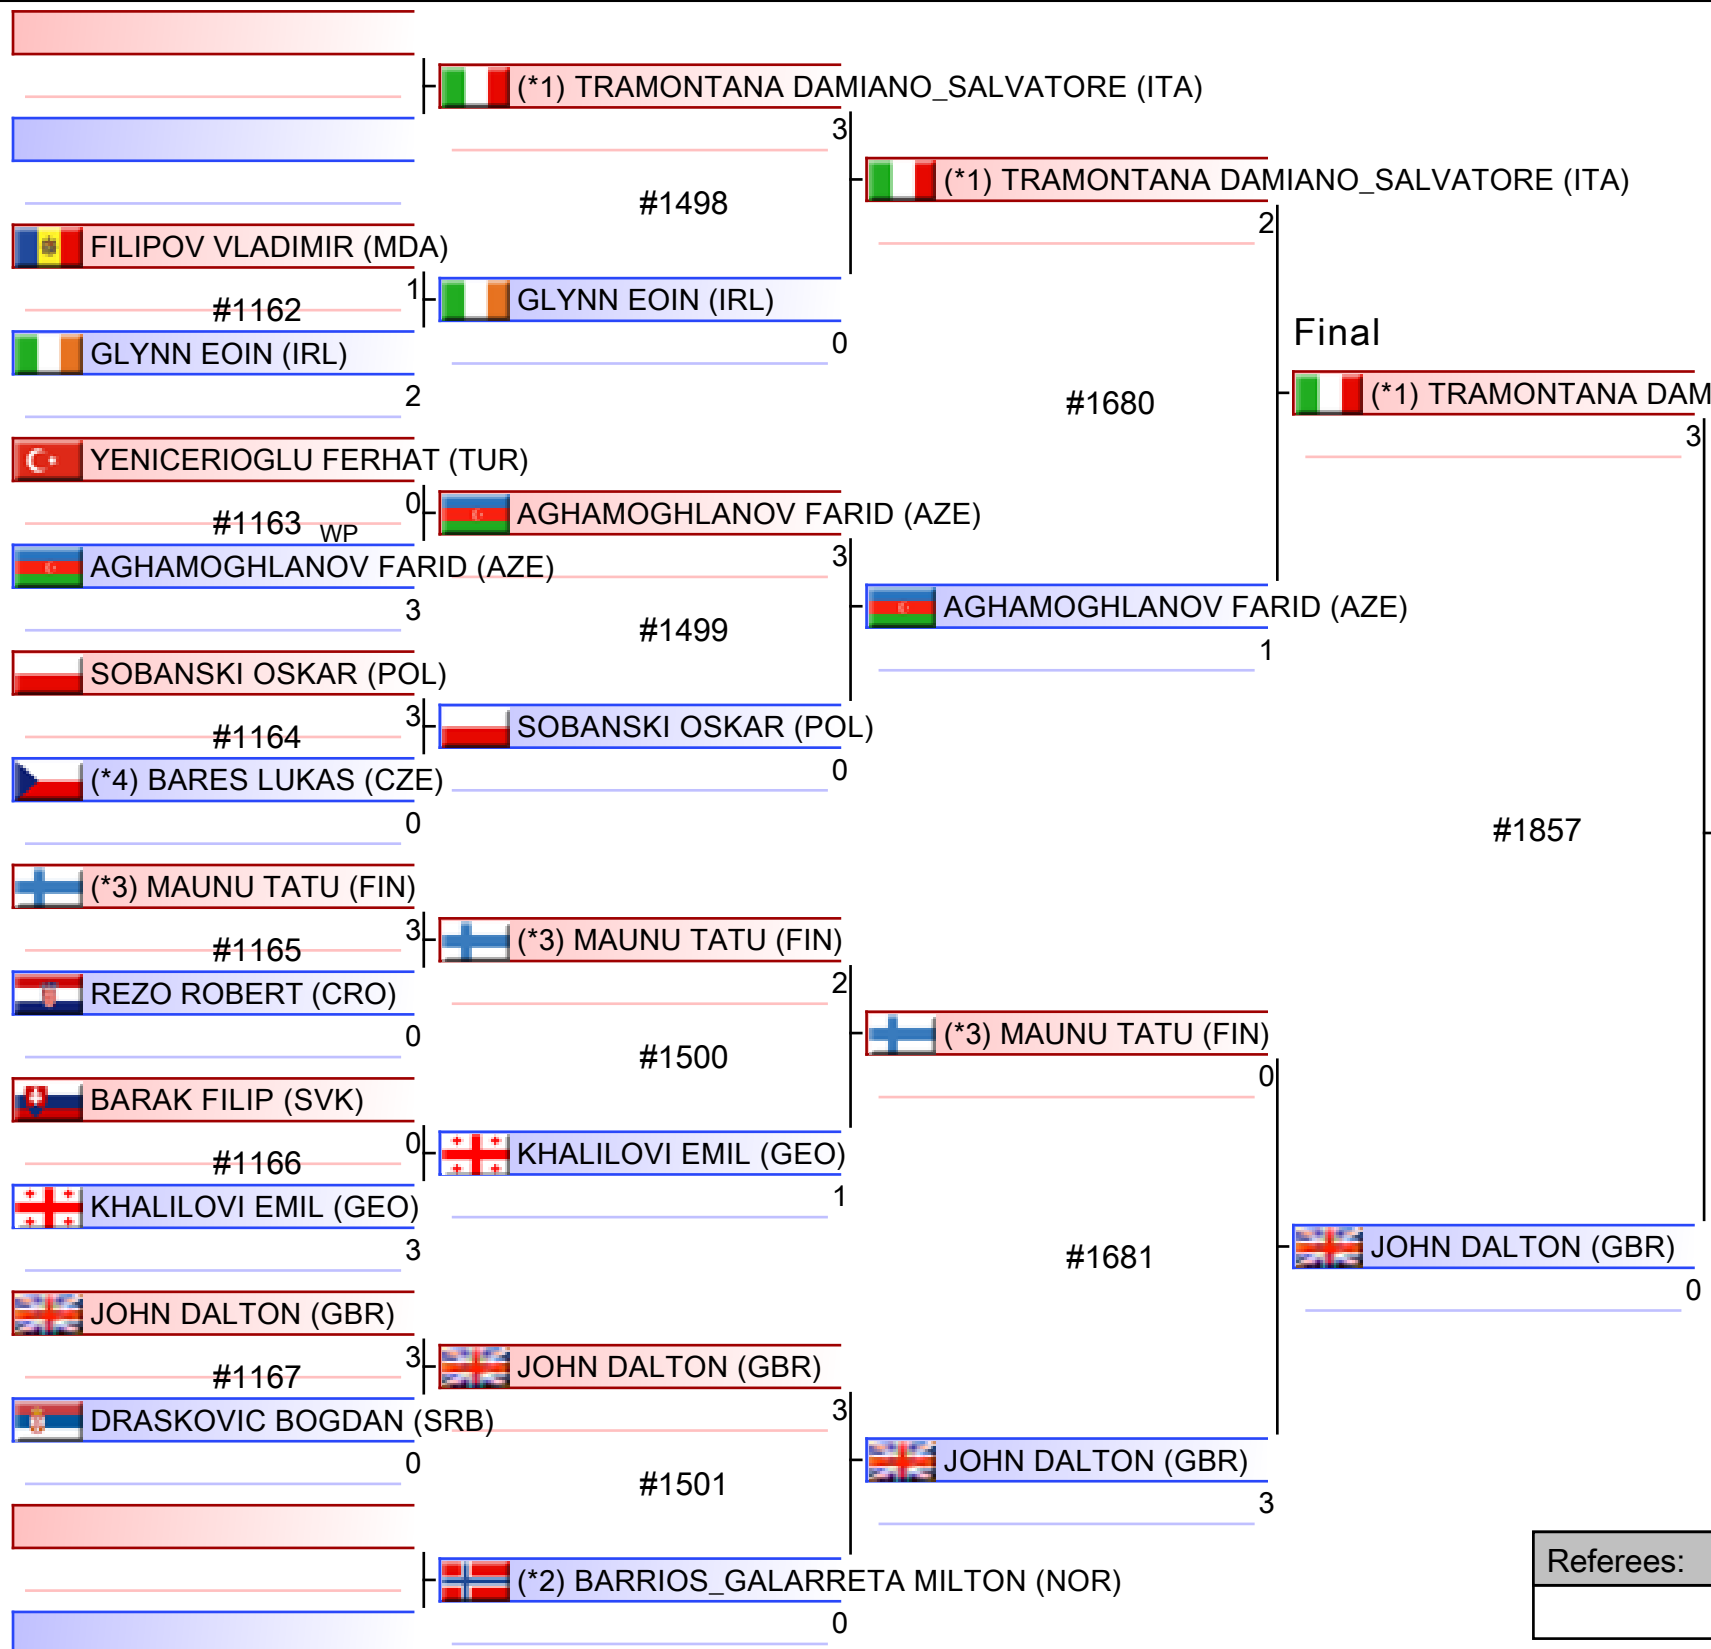 (*1) TRAMONTANA DAMIANO_SALVATORE (ITA)
3
#1498
GLYNN EOIN (IRL)
0
FILIPOV VLADIMIR (MDA)
1
#1162
GLYNN EOIN (IRL)
2
YENICERIOGLU FERHAT (TUR)
0
#1163 WP
AGHAMOGHLANOV FARID (AZE)
3
AGHAMOGHLANOV FARID (AZE)
3
#1499
SOBANSKI OSKAR (POL)
0
SOBANSKI OSKAR (POL)
3
#1164
(*4) BARES LUKAS (CZE)
0
(*3) MAUNU TATU (FIN)
3
#1165
REZO ROBERT (CRO)
0
(*3) MAUNU TATU (FIN)
2
#1500
KHALILOVI EMIL (GEO)
1
BARAK FILIP (SVK)
0
#1166
KHALILOVI EMIL (GEO)
3
JOHN DALTON (GBR)
3
#1167
DRASKOVIC BOGDAN (SRB)
0
JOHN DALTON (GBR)
3
#1501
(*2) BARRIOS_GALARRETA MILTON (NOR)
0
(*1) TRAMONTANA DAMIANO_SALVATORE (ITA)
2
#1680
AGHAMOGHLANOV FARID (AZE)
1
(*3) MAUNU TATU (FIN)
0
#1681
JOHN DALTON (GBR)
3
Final
(*1) TRAMONTANA DAM
3
#1857
JOHN DALTON (GBR)
0
Referees: